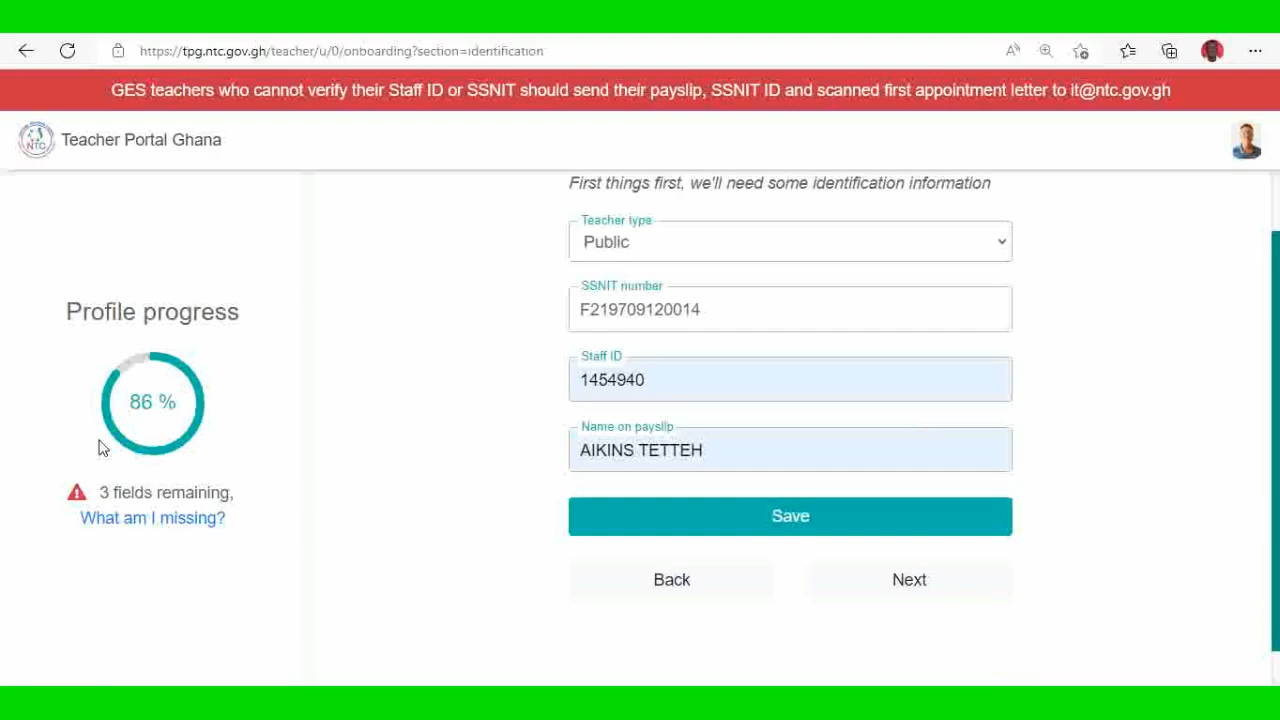 https://tpg.ntc.gov.gh/teacher/u/0/onboarding?section=identification
GES teachers who cannot verify their Staff ID or SSNIT should send their payslip, SSNIT ID and scanned first appointment letter to it@ntc.gov.gh
NTC
Teacher Portal Ghana
First things first, we'll need some identification information
Teacher type
Public
SSNIT number
F219709120014
Staff ID
1454940
Name on payslip
AIKINS TETTEH
Save
Back
Next
Profile progress
86 %
3 fields remaining,
What am I missing?